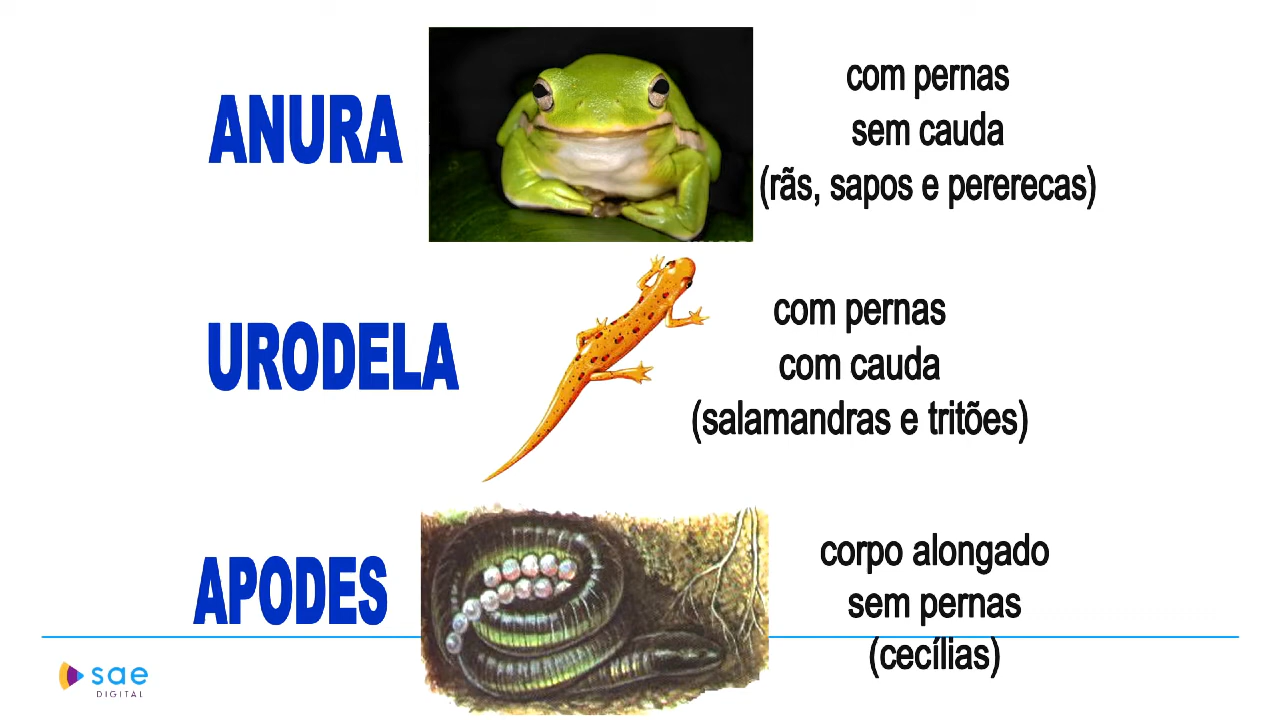 ANURA
com pernas
sem cauda
(rãs, sapos e pererecas)
URODELA
com pernas
com cauda
(salamandras e tritões)
APODES
corpo alongado
sem pernas
(cecílias)
sae
DIGITAL